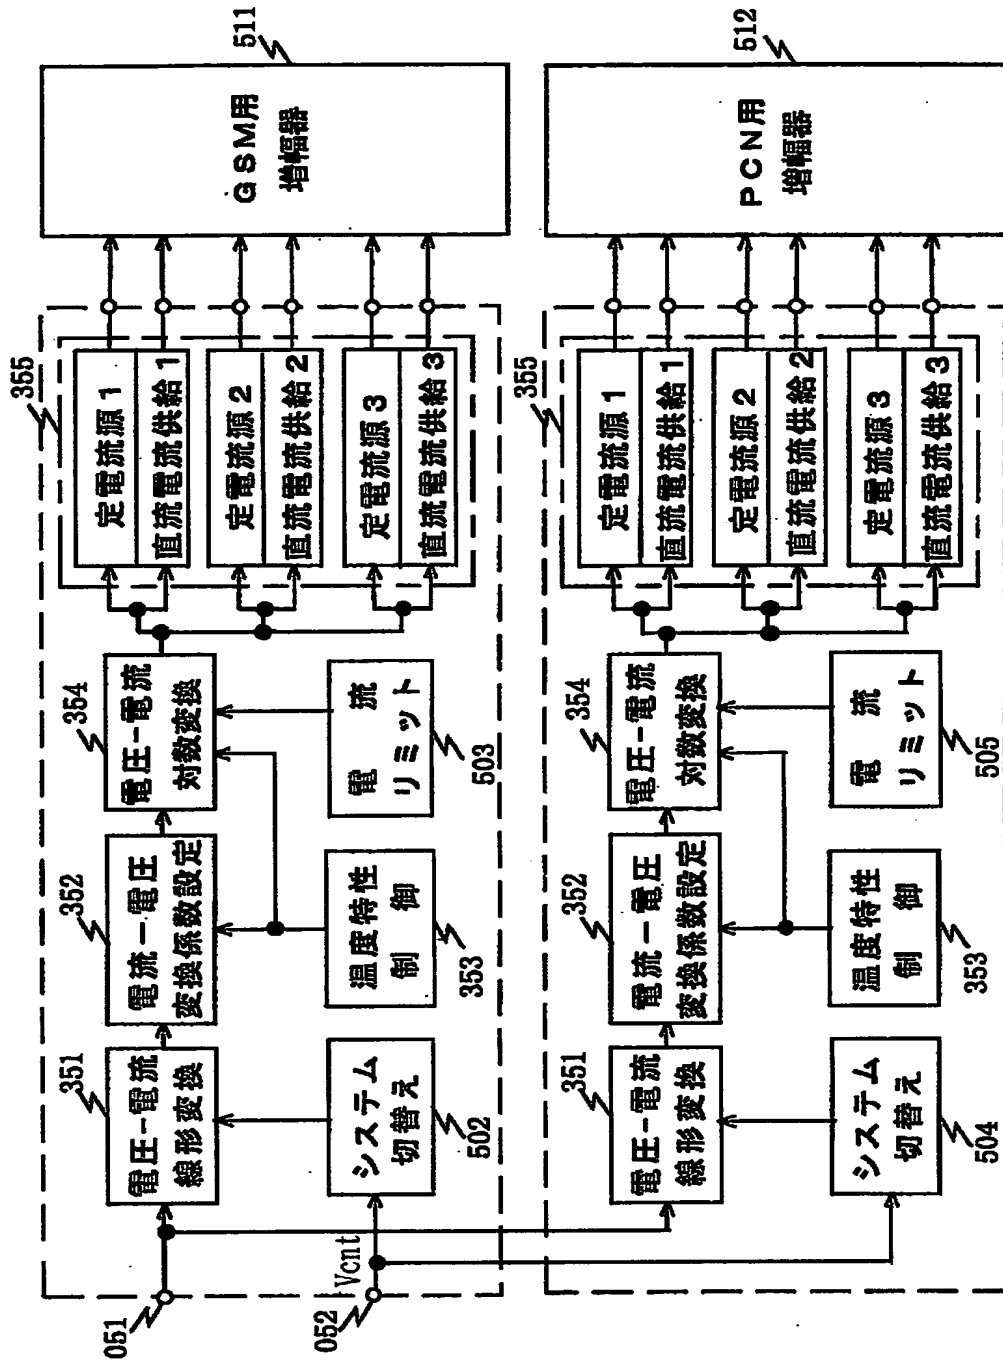 051
052
Vcnt
351
電圧-電流
線形変換
352
電流ー電圧
変換係数設定
354
電圧-電流
対数変換
355
定電流源1
直流電流供給1
定電流源2
直流電流供給2
定電流源3
直流電流供給3
511
GSM用
増幅器
システム
切替え
502
温度特性
制御
353
電流
リミット
503
351
電圧-電流
線形変換
352
電流ー電圧
変換係数設定
354
電圧-電流
対数変換
355
定電流源1
直流電流供給1
定電流源2
直流電流供給2
定電流源3
直流電流供給3
512
PCN用
増幅器
システム
切替え
504
温度特性
制御
353
電流
リミット
505